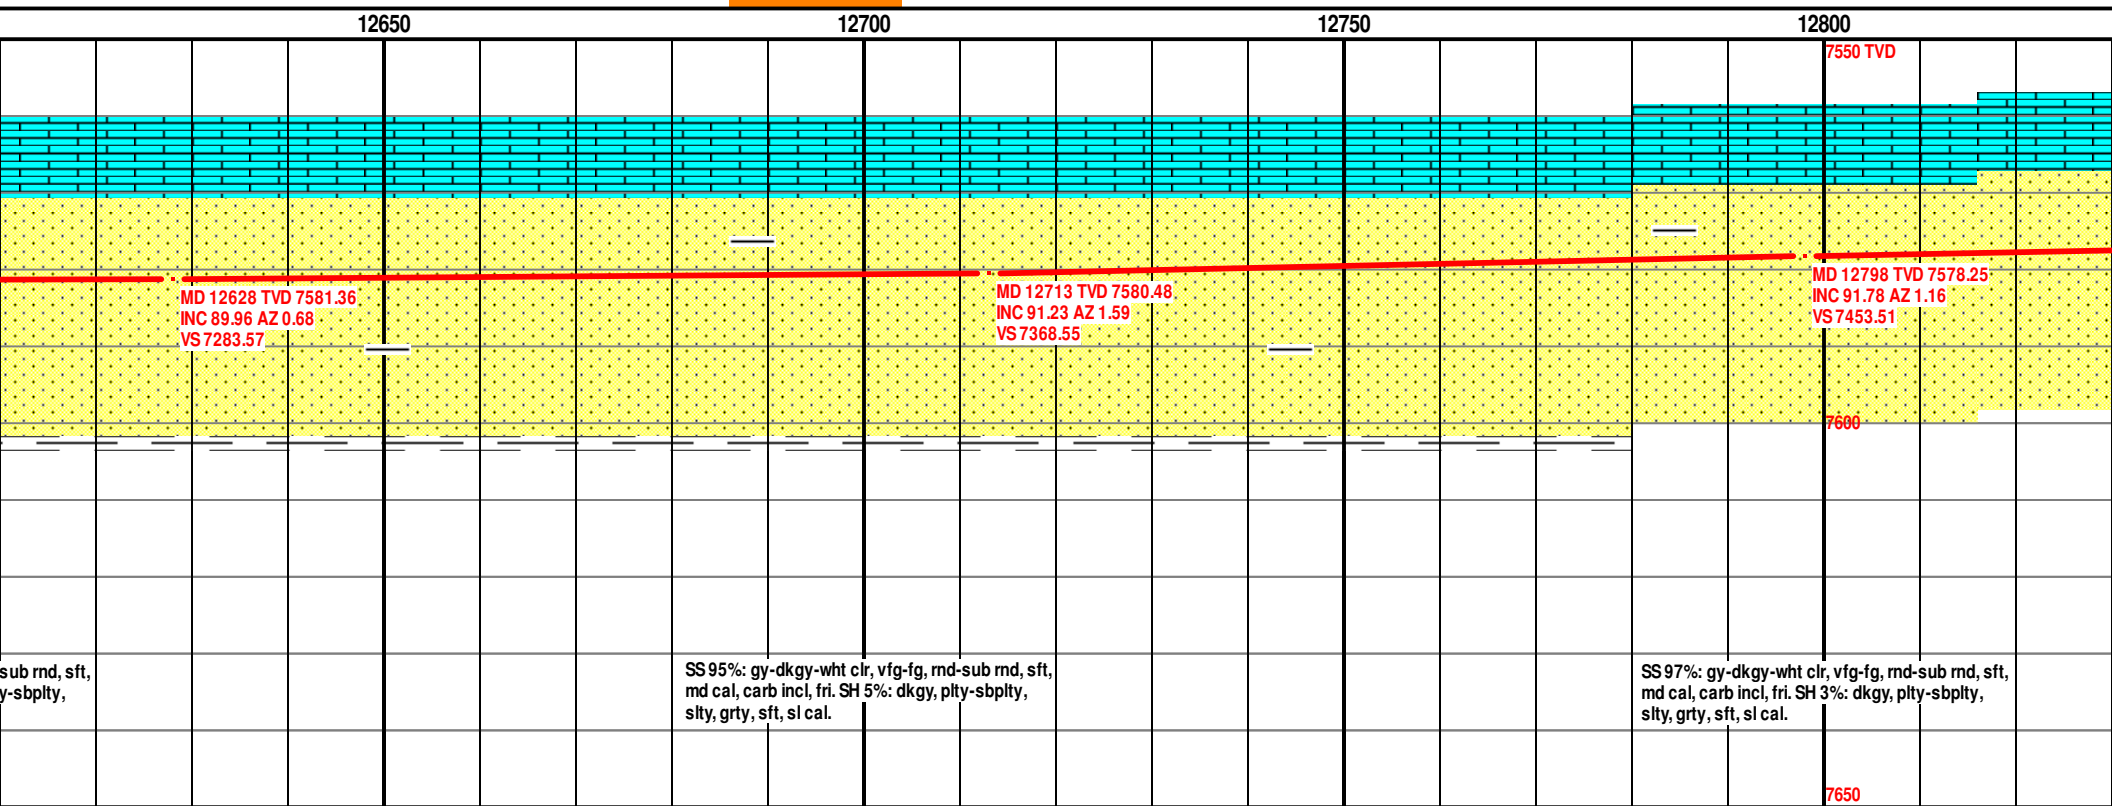 12650
12700
12750
12800
7550 TVD
MD 12628 TVD 7581.36
INC 89.96 AZ 0.68
VS 7283.57
MD 12713 TVD 7580.48
INC 91.23 AZ 1.59
VS 7368.55
MD 12798 TVD 7578.25
INC 91.78 AZ 1.16
VS 7453.51
7600
sub rnd, sft,
y-sbplty,
SS 95%: gy-dkgy-wht clr, vfg-fg, rnd-sub rnd, sft,
md cal, carb incl, fri. SH 5%: dkgy, plty-sbplty,
slty, grty, sft, sl cal.
SS 97%: gy-dkgy-wht clr, vfg-fg, rnd-sub rnd, sft,
md cal, carb incl, fri. SH 3%: dkgy, plty-sbplty,
slty, grty, sft, sl cal.
7650